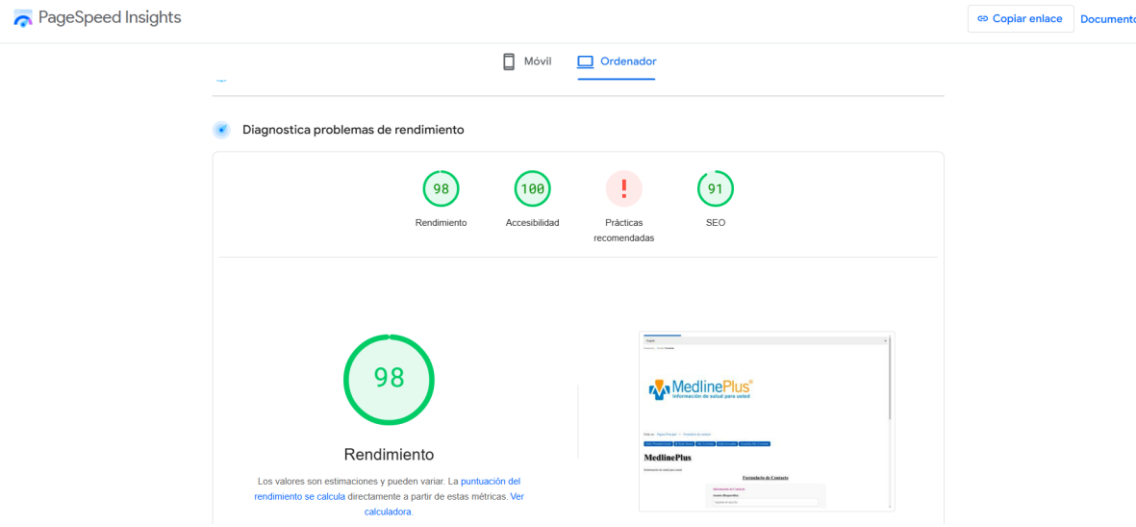 PageSpeed Insights
Copiar enlace
Documento
Móvil
Ordenador
Diagnostica problemas de rendimiento
98
100
91
Rendimiento
Accesibilidad
Prácticas
recomendadas
SEO
98
Rendimiento
Los valores son estimaciones y pueden variar. La puntuación del
rendimiento se calcula directamente a partir de estas métricas. Ver
calculadora.
MedlinePlus
Información de salud para usted
MedlinePlus
Formulario de Contacto